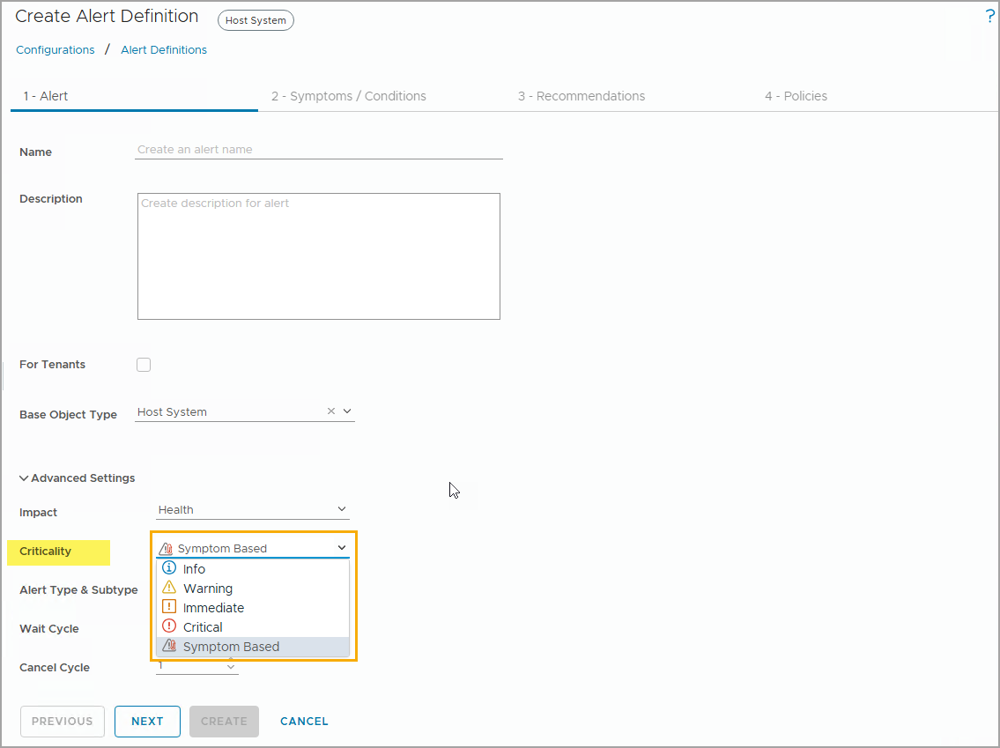 Create Alert Definition Host System
?
Configurations / Alert Definitions
1 - Alert 2 - Symptoms / Conditions 3 - Recommendations 4 - Policies
Name Create an alert name
Description Create description for alert
For Tenants
Base Object Type Host System
Advanced Settings
Impact Health
Criticality Symptom Based
Info
Warning
Immediate
Critical
Symptom Based
Alert Type & Subtype
Wait Cycle
Cancel Cycle 1
PREVIOUS NEXT CREATE CANCEL